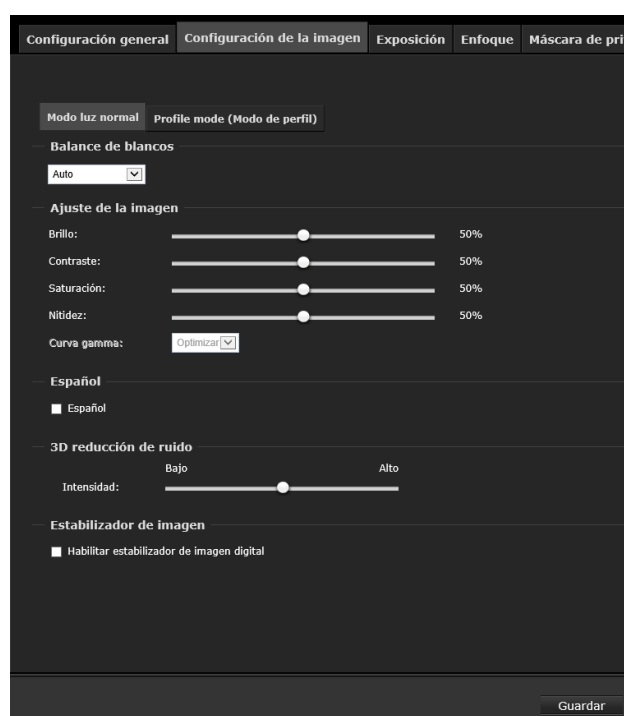 Configuración general Configuración de la imagen Exposición Enfoque Máscara de pri
Modo luz normal Profile mode (Modo de perfil)
Balance de blancos
Auto
Ajuste de la imagen
Brillo: 50%
Contraste: 50%
Saturación: 50%
Nitidez: 50%
Curva gamma: Optimizar
Español
Español
3D reducción de ruido
Bajo Alto
Intensidad:
Estabilizador de imagen
Habilitar estabilizador de imagen digital
Guardar